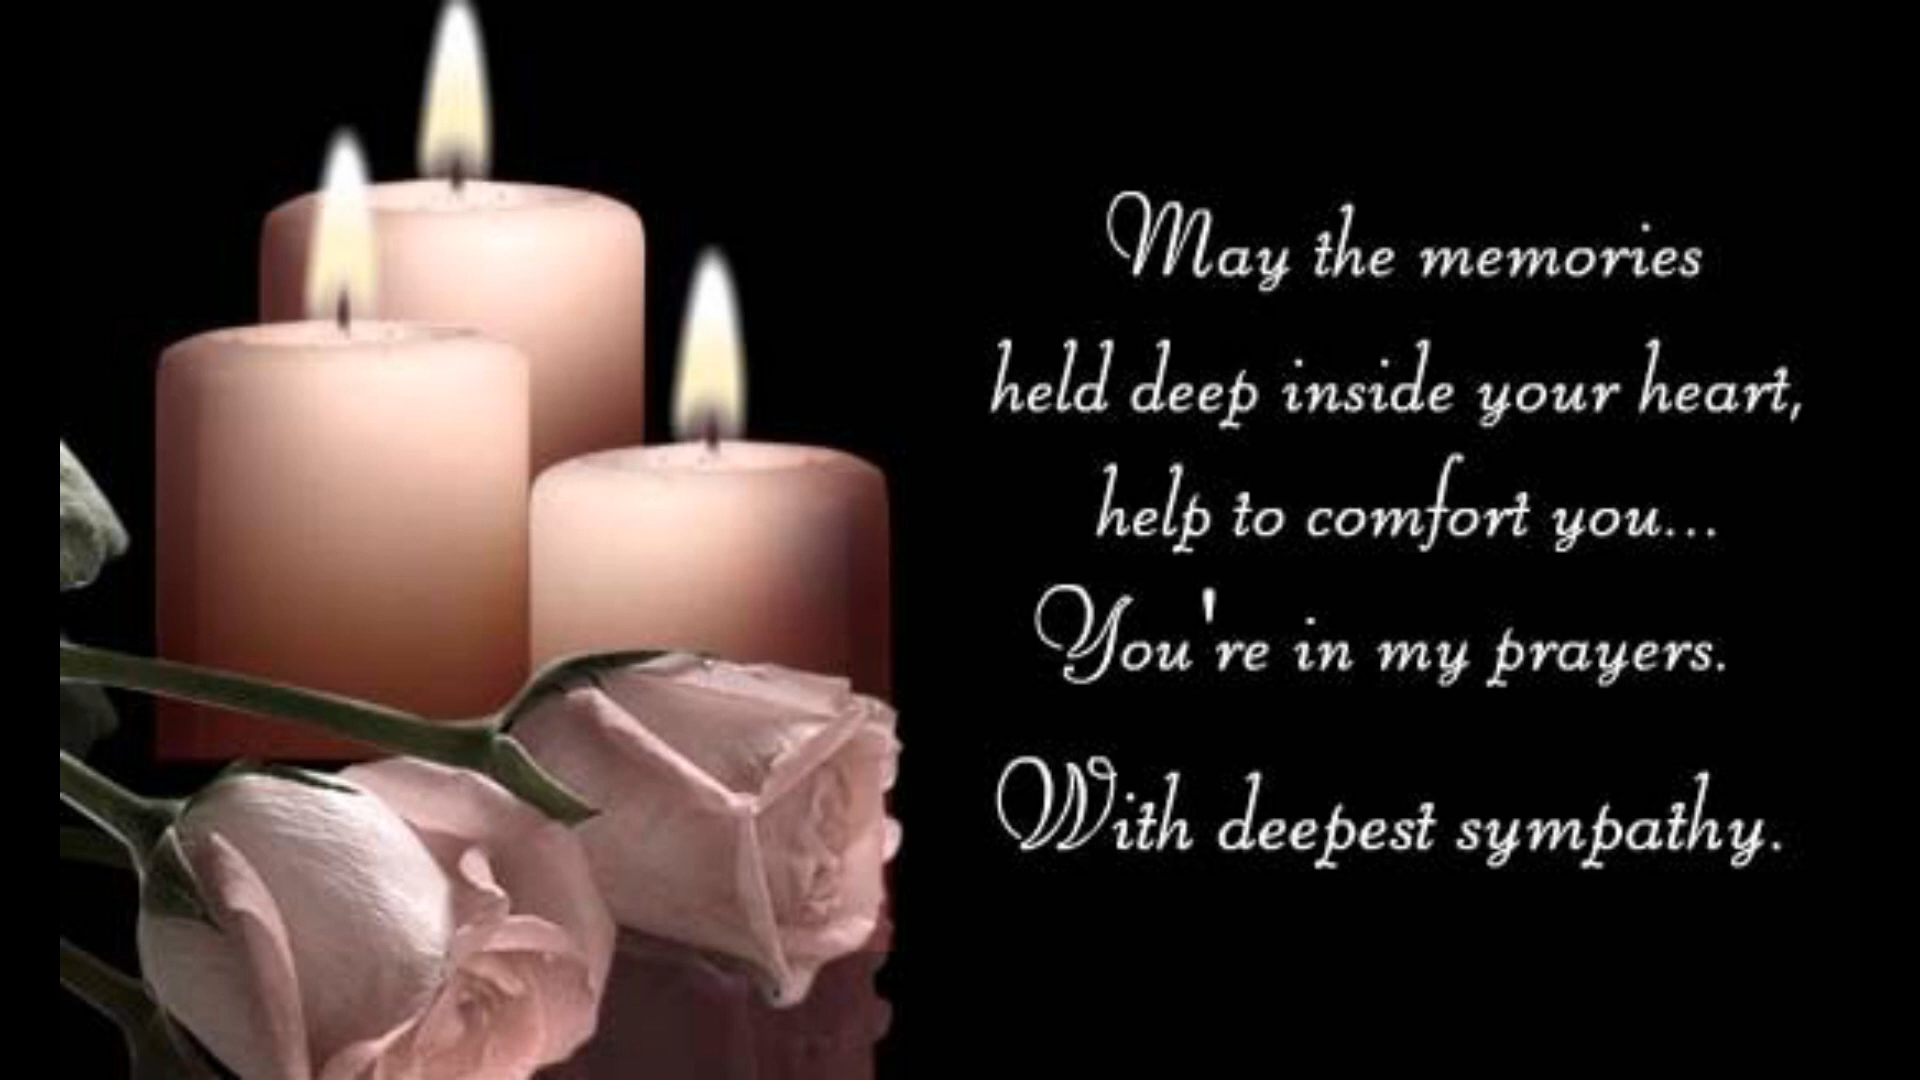 May the memories
held deep inside your heart,
help to comfort you...
You're in my prayers.
With deepest sympathy.